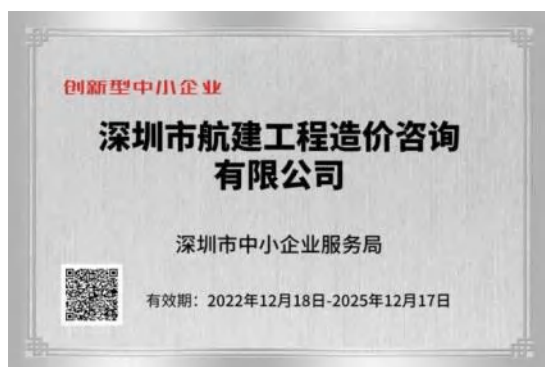 创新型中小企业
深圳市航建工程造价咨询
有限公司
深圳市中小企业服务局
有效期：2022年12月18日-2025年12月17日